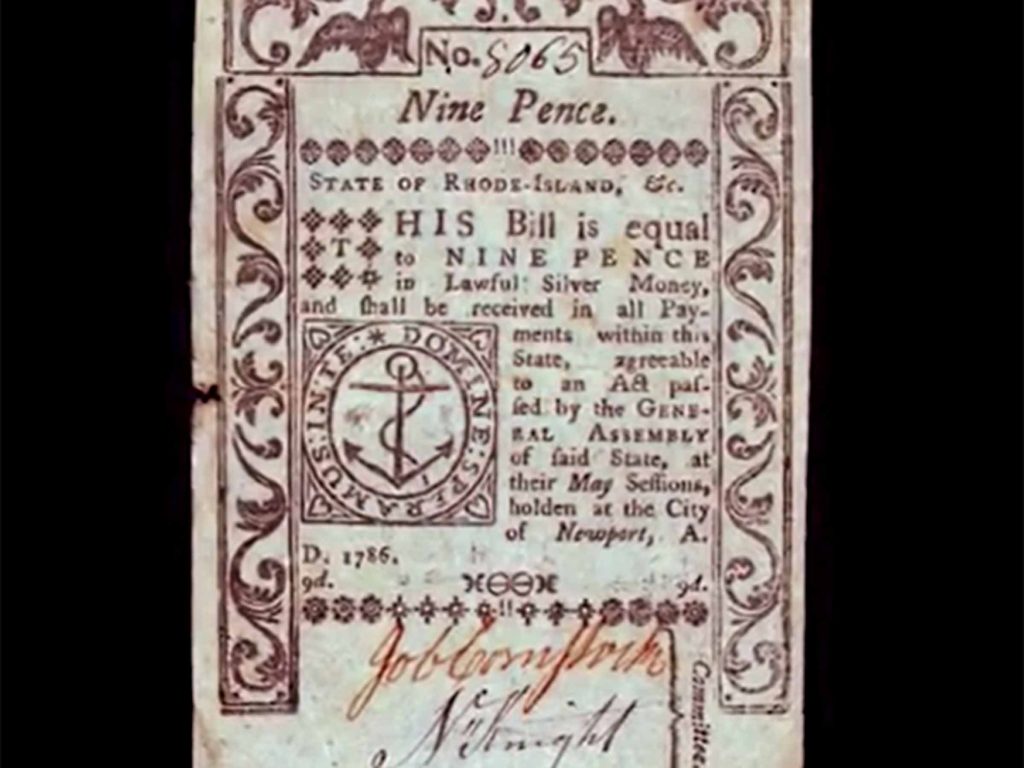 No. 8065
Nine Pence.
STATE OF RHODE-ISLAND, &c.
THIS Bill is equal
to NINE PENCE
in Lawful Silver Money,
and ſhall be received in all Pay-
ments within this
State, agreeable
to an Act paſ-
ſed by the GENE-
RAL ASSEMBLY
of ſaid State, at
their May Seſſions,
holden at the City
of Newport, A.
D. 1786.
IN TE: * DOMINE: SPERAMUS:
9d. 9d.
Job Comstock
Knight
Committee.